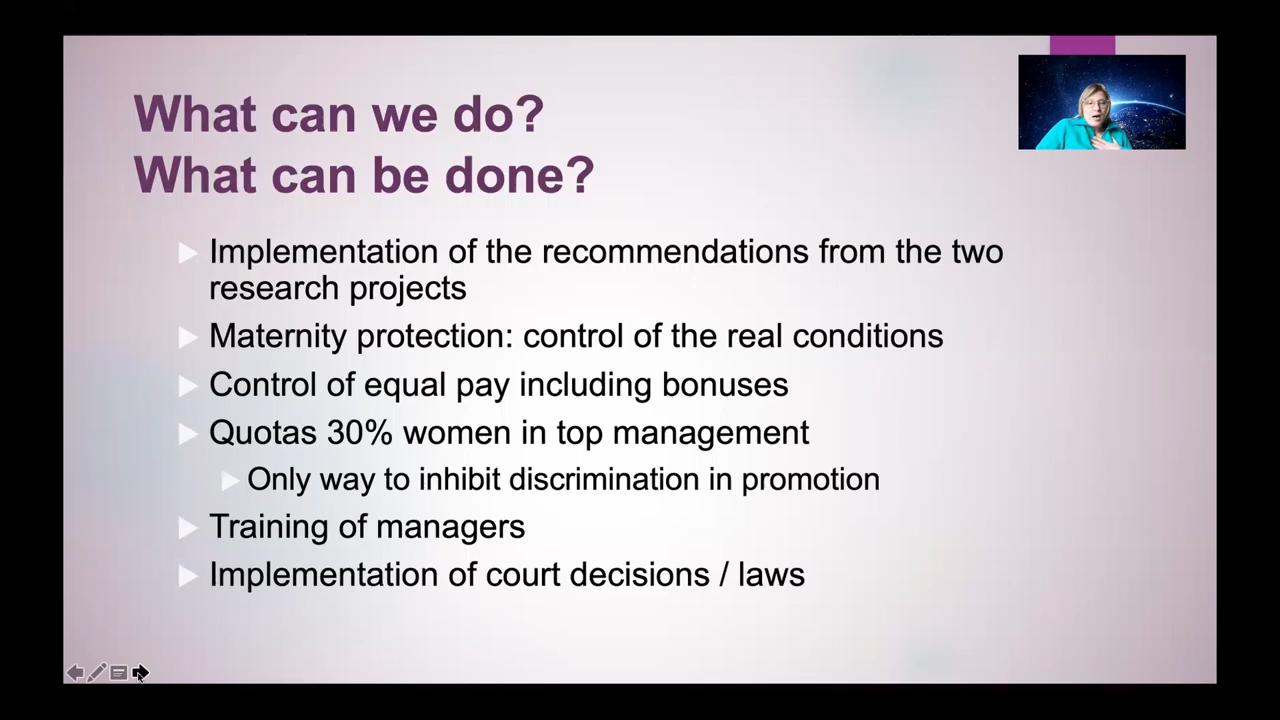 What can we do?
What can be done?
Implementation of the recommendations from the two
research projects
Maternity protection: control of the real conditions
Control of equal pay including bonuses
Quotas 30% women in top management
Only way to inhibit discrimination in promotion
Training of managers
Implementation of court decisions / laws